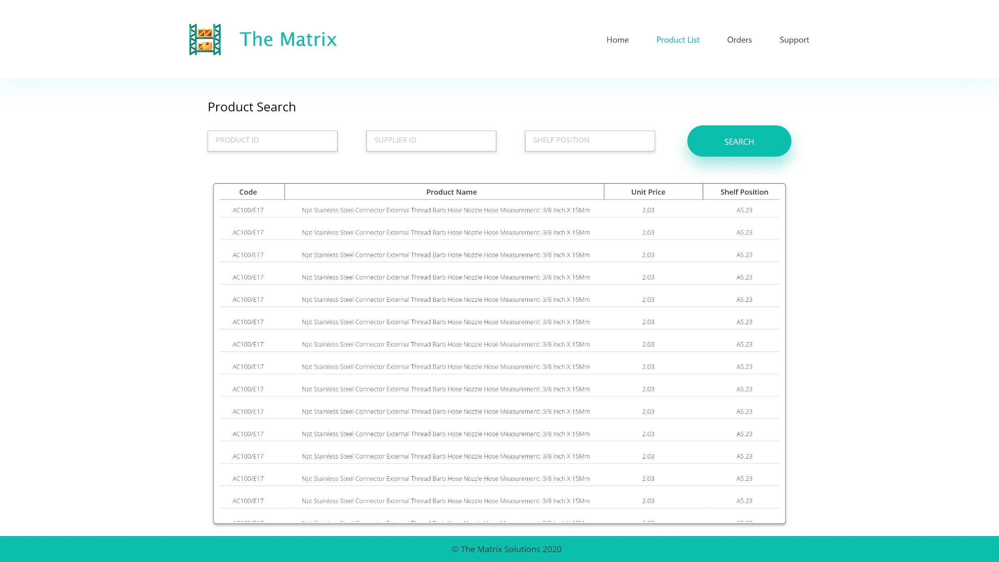 The Matrix
Home Product List Orders Support
Product Search
PRODUCT ID SUPPLIER ID SHELF POSITION SEARCH
Code Product Name Unit Price Shelf Position
AC100/E17 Npt Stainless Steel Connector External Thread Barb Hose Nozzle Hose Measurement: 3/8 Inch X 15Mm 2.03 A5.23
AC100/E17 Npt Stainless Steel Connector External Thread Barb Hose Nozzle Hose Measurement: 3/8 Inch X 15Mm 2.03 A5.23
AC100/E17 Npt Stainless Steel Connector External Thread Barb Hose Nozzle Hose Measurement: 3/8 Inch X 15Mm 2.03 A5.23
AC100/E17 Npt Stainless Steel Connector External Thread Barb Hose Nozzle Hose Measurement: 3/8 Inch X 15Mm 2.03 A5.23
AC100/E17 Npt Stainless Steel Connector External Thread Barb Hose Nozzle Hose Measurement: 3/8 Inch X 15Mm 2.03 A5.23
AC100/E17 Npt Stainless Steel Connector External Thread Barb Hose Nozzle Hose Measurement: 3/8 Inch X 15Mm 2.03 A5.23
AC100/E17 Npt Stainless Steel Connector External Thread Barb Hose Nozzle Hose Measurement: 3/8 Inch X 15Mm 2.03 A5.23
AC100/E17 Npt Stainless Steel Connector External Thread Barb Hose Nozzle Hose Measurement: 3/8 Inch X 15Mm 2.03 A5.23
AC100/E17 Npt Stainless Steel Connector External Thread Barb Hose Nozzle Hose Measurement: 3/8 Inch X 15Mm 2.03 A5.23
AC100/E17 Npt Stainless Steel Connector External Thread Barb Hose Nozzle Hose Measurement: 3/8 Inch X 15Mm 2.03 A5.23
AC100/E17 Npt Stainless Steel Connector External Thread Barb Hose Nozzle Hose Measurement: 3/8 Inch X 15Mm 2.03 A5.23
AC100/E17 Npt Stainless Steel Connector External Thread Barb Hose Nozzle Hose Measurement: 3/8 Inch X 15Mm 2.03 A5.23
AC100/E17 Npt Stainless Steel Connector External Thread Barb Hose Nozzle Hose Measurement: 3/8 Inch X 15Mm 2.03 A5.23
AC100/E17 Npt Stainless Steel Connector External Thread Barb Hose Nozzle Hose Measurement: 3/8 Inch X 15Mm 2.03 A5.23
© The Matrix Solutions 2020